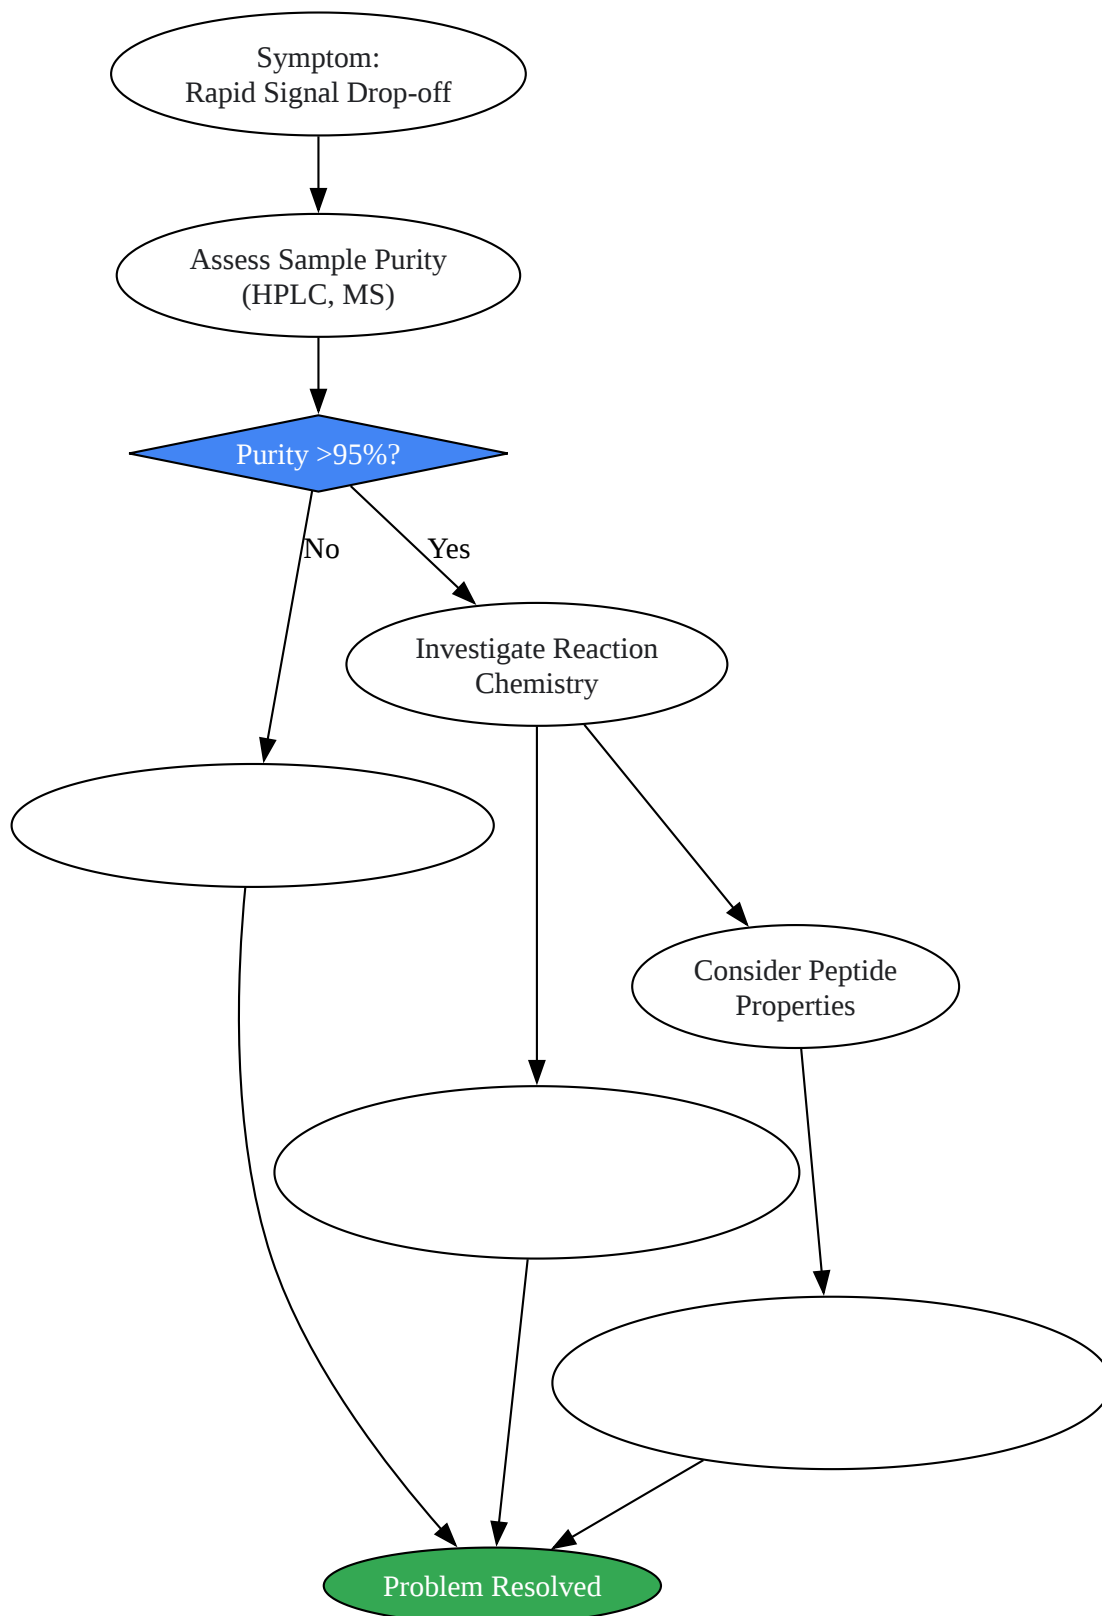 Symptom:
Rapid Signal Drop-off
Assess Sample Purity
(HPLC, MS)
Purity >95%?
No
Yes
Investigate Reaction
Chemistry
Consider Peptide
Properties
Problem Resolved